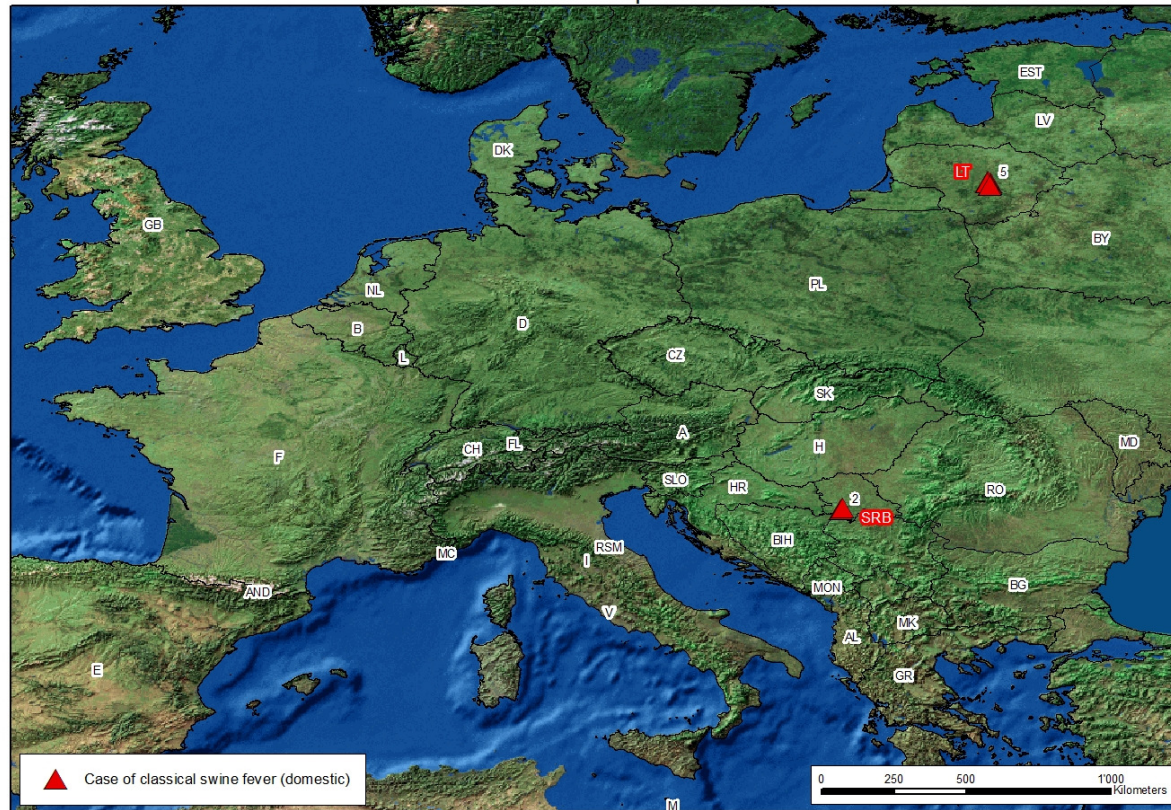 EST
LV
DK
LT
5
GB
BY
NL
PL
B
D
L
CZ
SK
A
MD
CH
FL
H
F
SLO
HR
RO
2
SRB
BIH
RSM
MC
I
AND
MON
BG
V
MK
AL
E
GR
Case of classical swine fever (domestic)
0 250 500 1'000
Kilometers
M